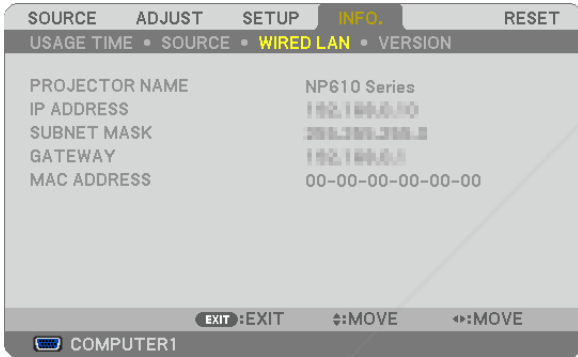 SOURCE ADJUST SETUP INFO. RESET
USAGE TIME • SOURCE • WIRED LAN • VERSION
PROJECTOR NAME NP610 Series
IP ADDRESS
SUBNET MASK
GATEWAY
MAC ADDRESS 00-00-00-00-00-00
EXIT :EXIT :MOVE :MOVE
COMPUTER1